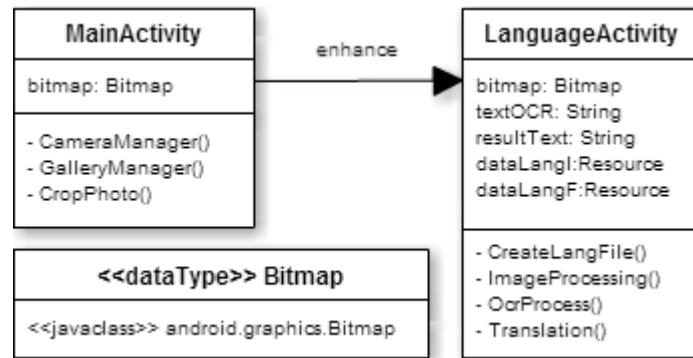 MainActivity
bitmap: Bitmap
- CameraManager()
- GalleryManager()
- CropPhoto()
enhance
LanguageActivity
bitmap: Bitmap
textOCR: String
resultText: String
dataLangI:Resource
dataLangF:Resource
- CreateLangFile()
- ImageProcessing()
- OcrProcess()
- Translation()
<<dataType>> Bitmap
<<javaclass>> android.graphics.Bitmap